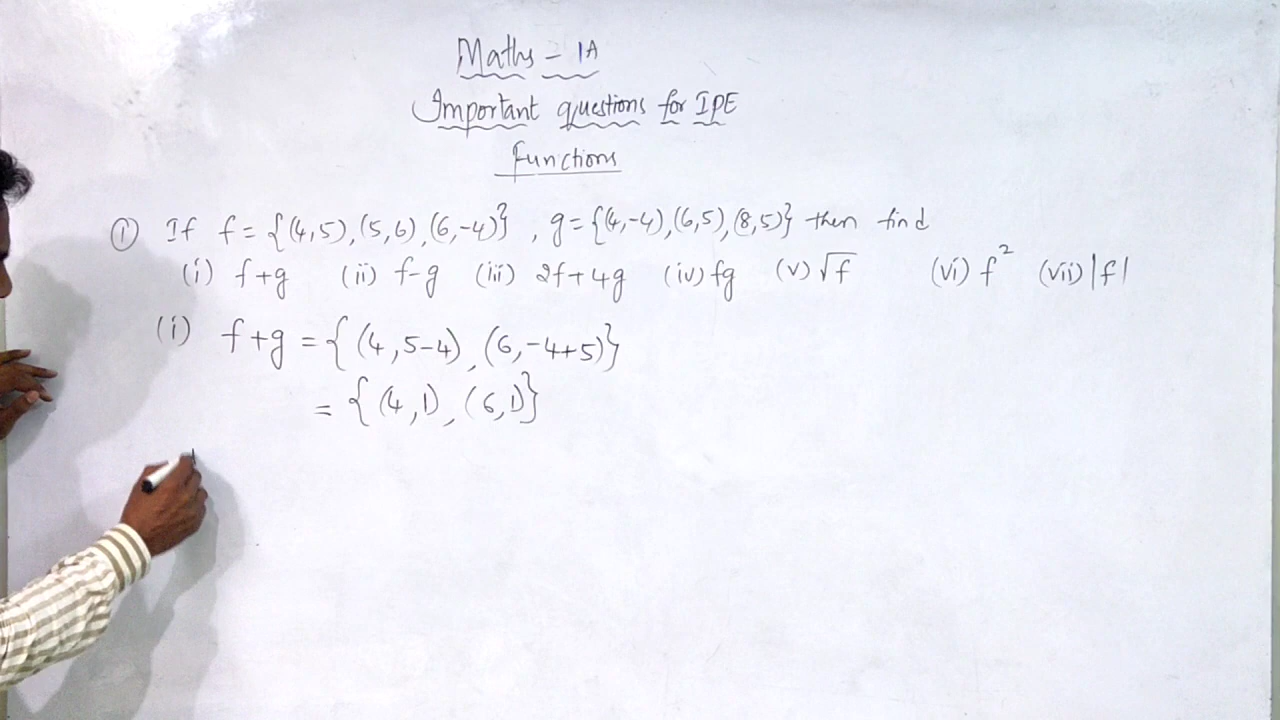 Maths - 1A
Important questions for IPE
Functions
① If f = {(4,5),(5,6),(6,-4)}, g = {(4,-4),(6,5),(8,5)} then find
(i) f+g (ii) f-g (iii) 2f+4g (iv) fg (v) √f (vi) f² (vii) |f|
(i) f+g = {(4,5-4),(6,-4+5)}
= {(4,1),(6,1)}